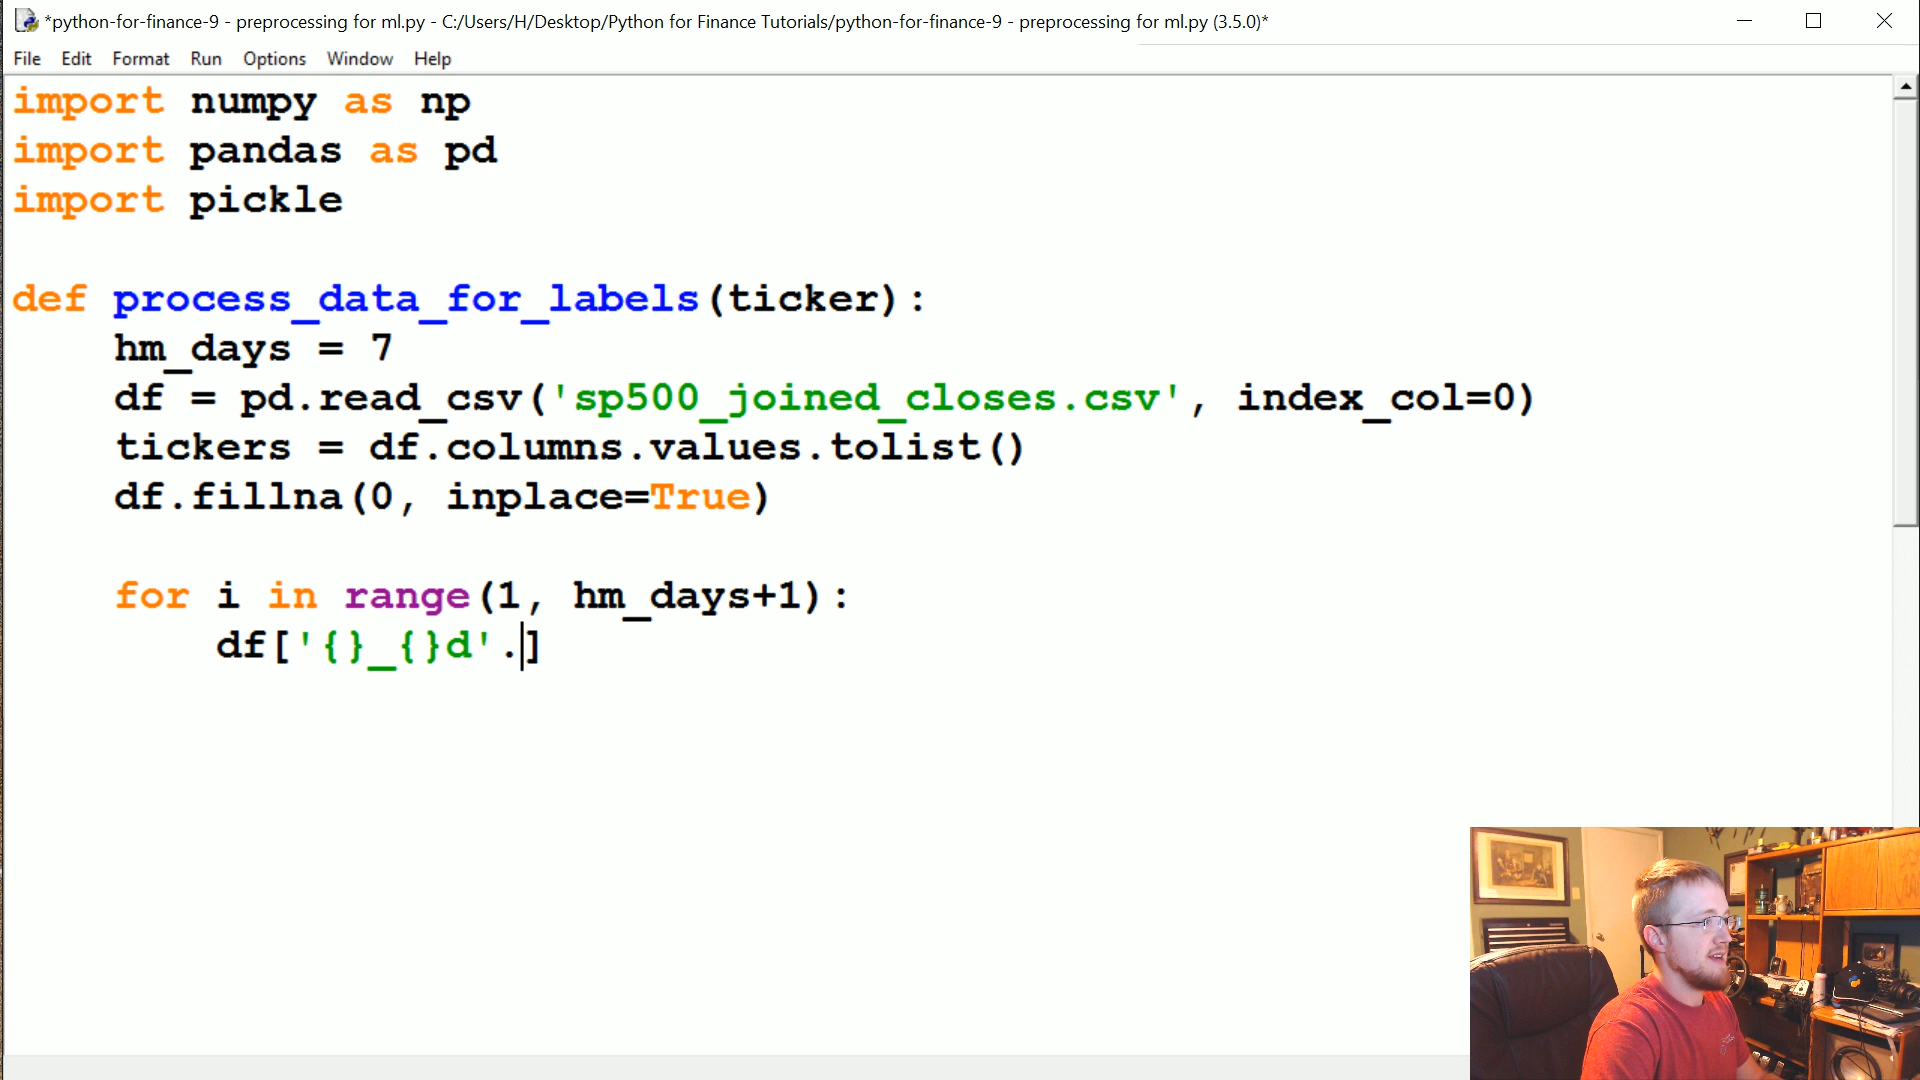 *python-for-finance-9 - preprocessing for ml.py - C:/Users/H/Desktop/Python for Finance Tutorials/python-for-finance-9 - preprocessing for ml.py (3.5.0)*
File Edit Format Run Options Window Help
import numpy as np
import pandas as pd
import pickle
def process_data_for_labels(ticker):
    hm_days = 7
    df = pd.read_csv('sp500_joined_closes.csv', index_col=0)
    tickers = df.columns.values.tolist()
    df.fillna(0, inplace=True)
    for i in range(1, hm_days+1):
        df['{}_{}d'.]